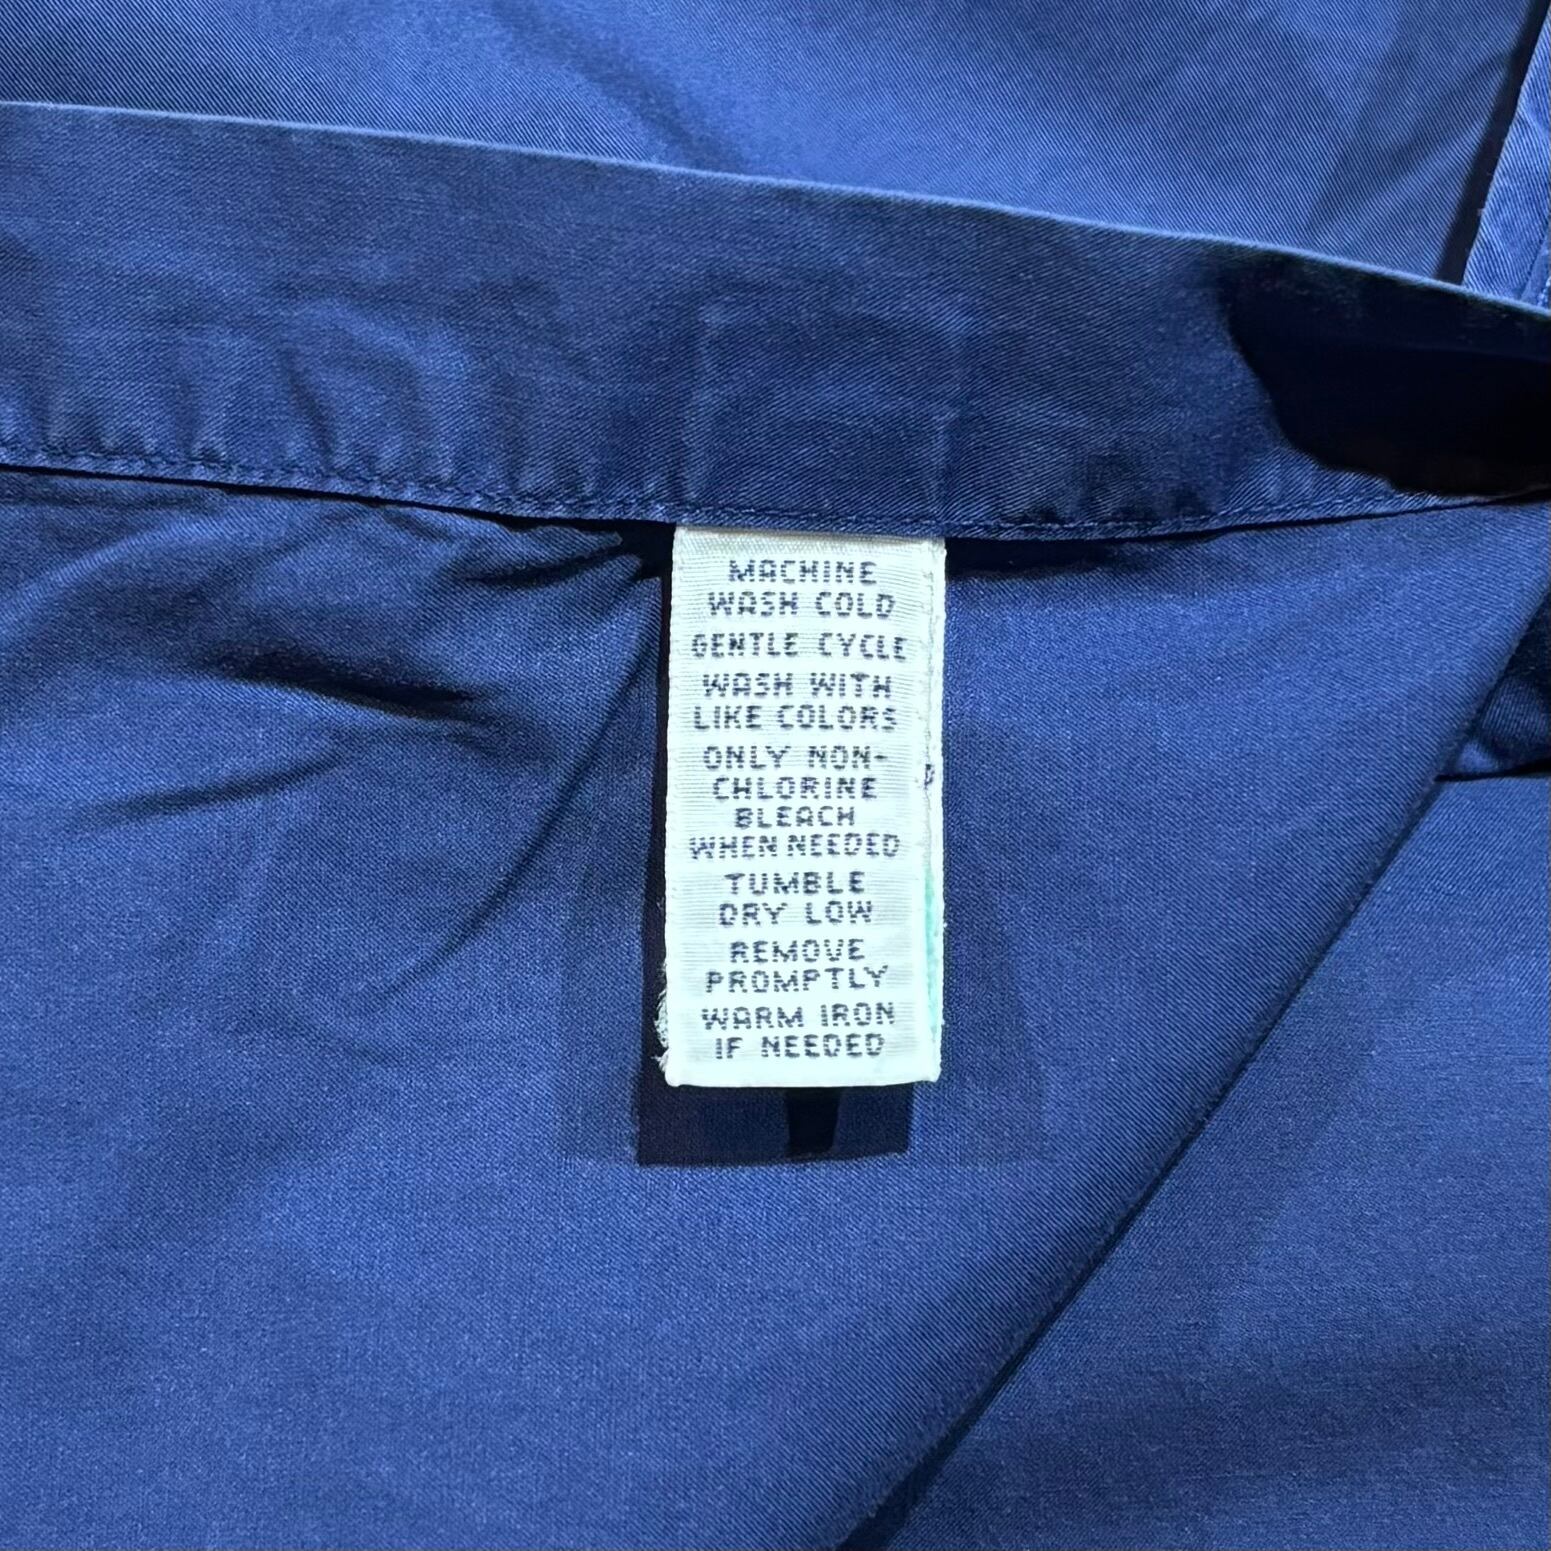 MACHINE
WASH COLD
GENTLE CYCLE
WASH WITH
LIKE COLORS
ONLY NON-
CHLORINE
BLEACH
WHEN NEEDED
TUMBLE
DRY LOW
REMOVE
PROMPTLY
WARM IRON
IF NEEDED